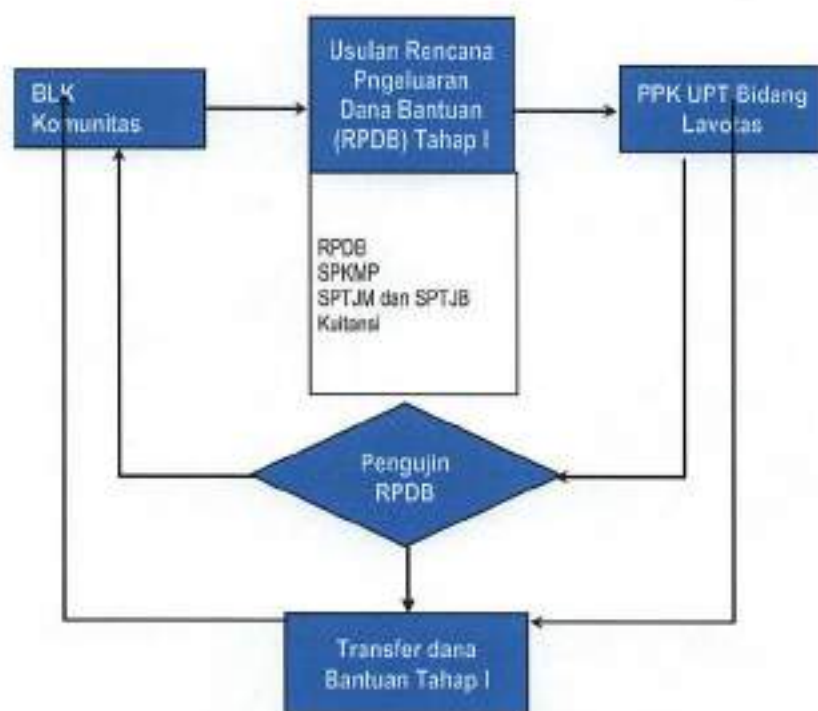 BLK
Komunitas
Usulan Rencana
Pngeluaran
Dana Bantuan
(RPDB) Tahap I
PPK UPT Bidang
Lavotas
RPDB
SPKMP
SPTJM dan SPTJB
Kuitansi
Pengujin
RPDB
Transfer dana
Bantuan Tahap I